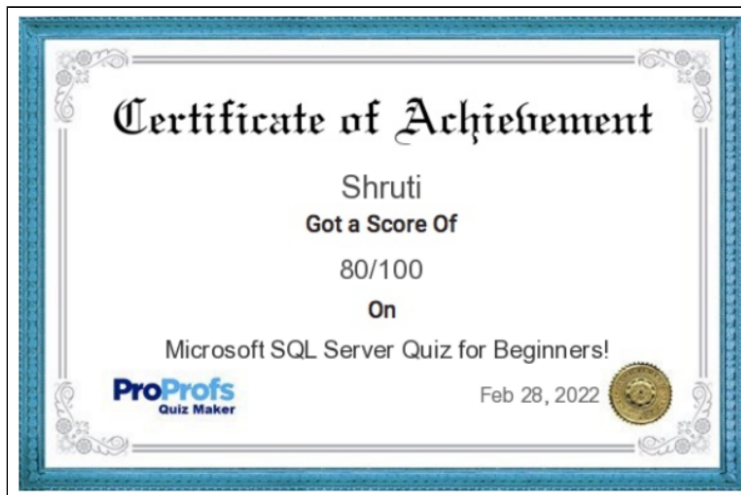 Certificate of Achievement
Shruti
Got a Score Of
80/100
On
Microsoft SQL Server Quiz for Beginners!
ProProfs
Quiz Maker
Feb 28, 2022